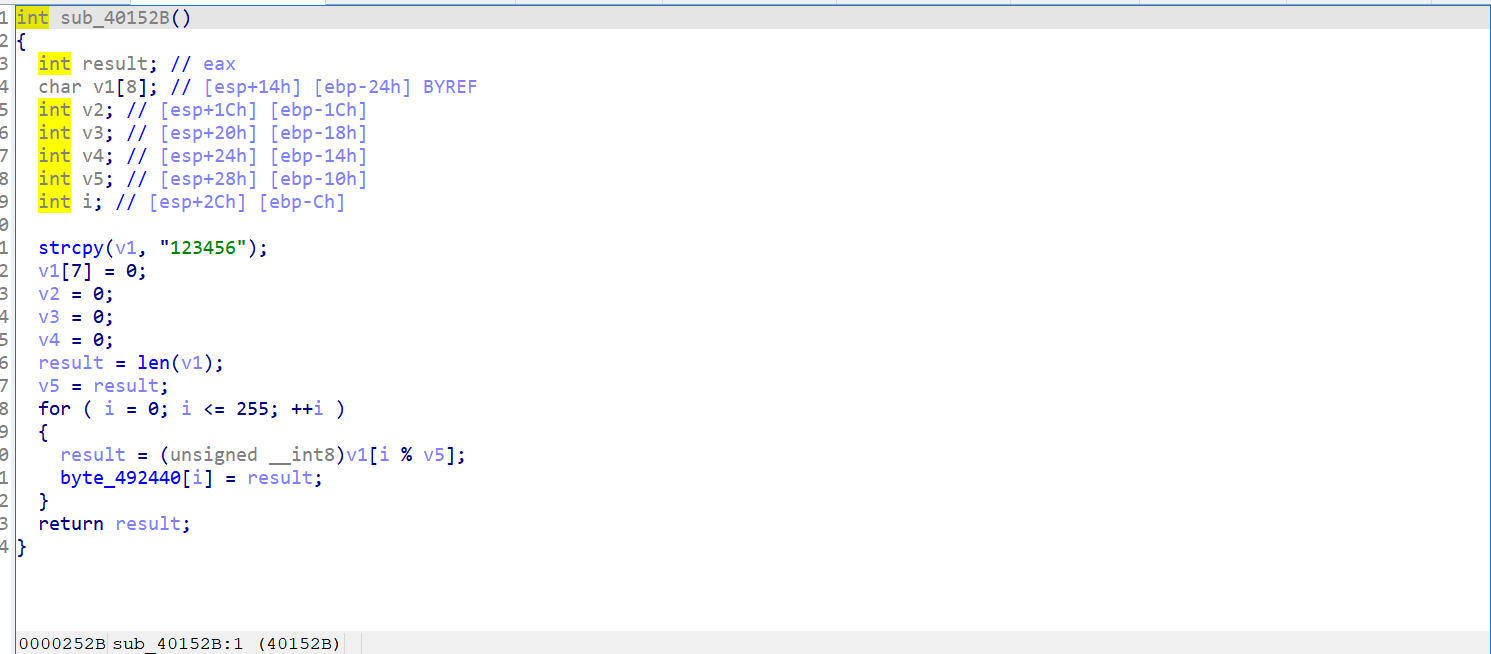 1 int sub_40152B()
2 {
3   int result; // eax
4   char v1[8]; // [esp+14h] [ebp-24h] BYREF
5   int v2; // [esp+1Ch] [ebp-1Ch]
6   int v3; // [esp+20h] [ebp-18h]
7   int v4; // [esp+24h] [ebp-14h]
8   int v5; // [esp+28h] [ebp-10h]
9   int i; // [esp+2Ch] [ebp-Ch]
0
1   strcpy(v1, "123456");
2   v1[7] = 0;
3   v2 = 0;
4   v3 = 0;
5   v4 = 0;
6   result = len(v1);
7   v5 = result;
8   for ( i = 0; i <= 255; ++i )
9   {
0     result = (unsigned __int8)v1[i % v5];
1     byte_492440[i] = result;
2   }
3   return result;
4 }
0000252B sub_40152B:1 (40152B)